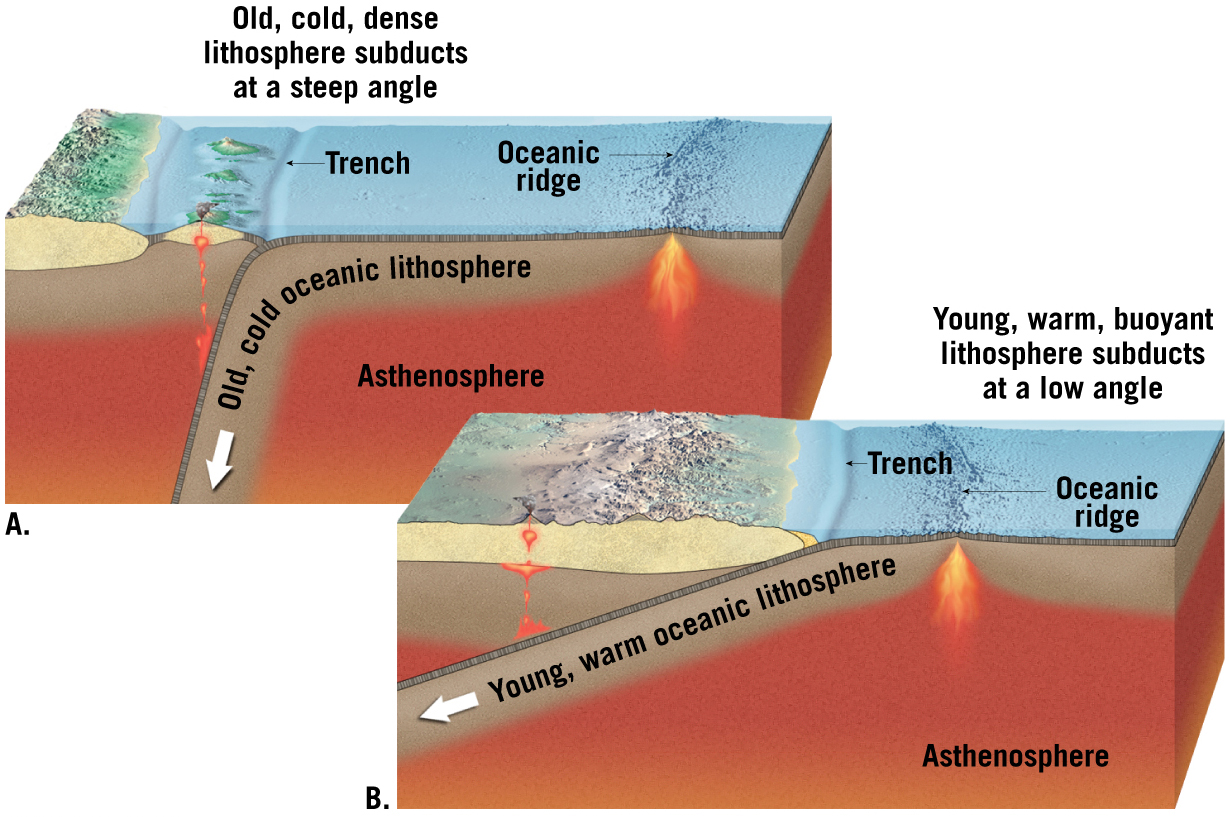 Old, cold, dense
lithosphere subducts
at a steep angle
Trench
Oceanic
ridge
Old, cold oceanic lithosphere
Asthenosphere
A.
Young, warm, buoyant
lithosphere subducts
at a low angle
Trench
Oceanic
ridge
Young, warm oceanic lithosphere
Asthenosphere
B.